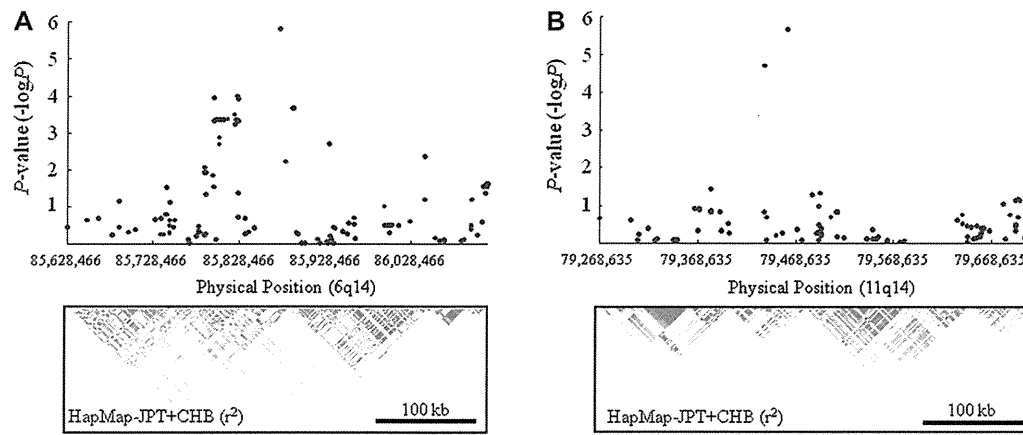 A
P-value (-logP)
6
5
4
3
2
1
85,628,466 85,728,466 85,828,466 85,928,466 86,028,466
Physical Position (6q14)
HapMap-JPT+CHB (r²)
100 kb
B
P-value (-logP)
6
5
4
3
2
1
79,268,635 79,368,635 79,468,635 79,568,635 79,668,635
Physical Position (11q14)
HapMap-JPT+CHB (r²)
100 kb